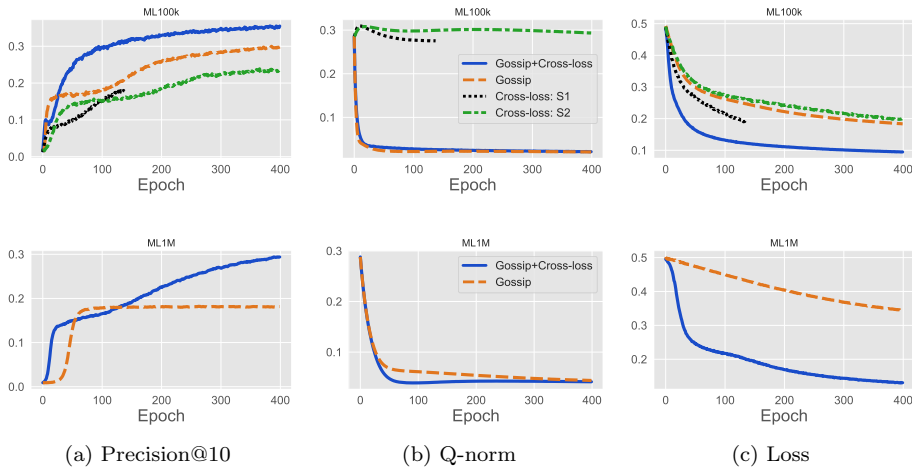 ML100k
0.3
0.2
0.1
0.0
0 100 200 300 400
Epoch
ML100k
0.3
0.1
Gossip+Cross-loss
Gossip
Cross-loss: S1
Cross-loss: S2
0 100 200 300 400
Epoch
ML100k
0.5
0.4
0.3
0.2
0.1
0 100 200 300 400
Epoch
ML1M
0.3
0.2
0.1
0.0
0 100 200 300 400
Epoch
ML1M
0.3
0.1
Gossip+Cross-loss
Gossip
0 100 200 300 400
Epoch
ML1M
0.5
0.4
0.3
0.2
0 100 200 300 400
Epoch
(a) Precision@10
(b) Q-norm
(c) Loss